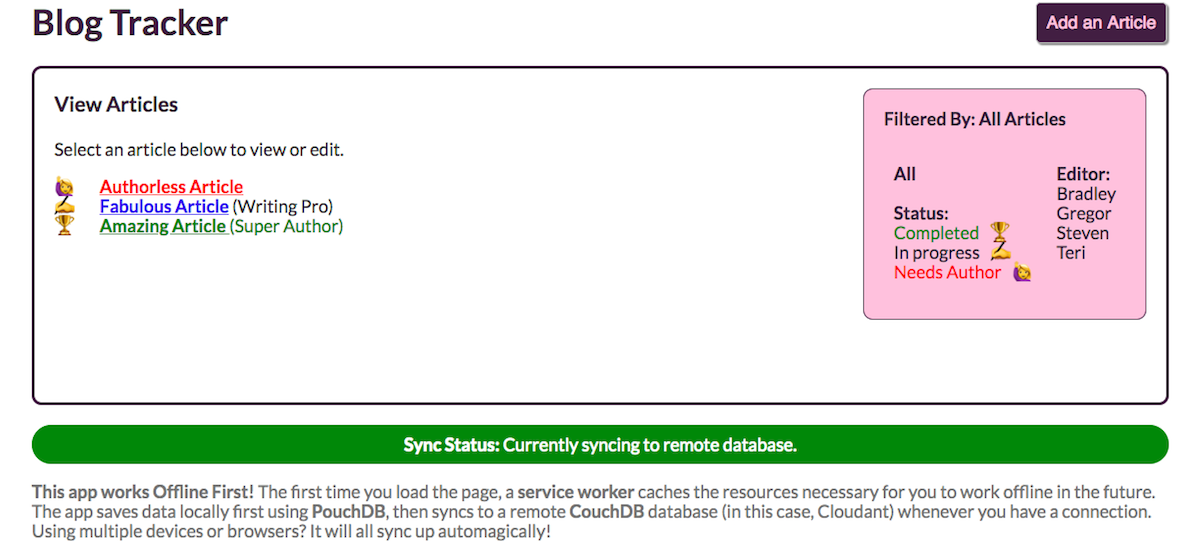 Blog Tracker
Add an Article
View Articles
Select an article below to view or edit.
Authorless Article
Fabulous Article (Writing Pro)
Amazing Article (Super Author)
Filtered By: All Articles
All
Status:
Completed
In progress
Needs Author
Editor:
Bradley
Gregor
Steven
Teri
Sync Status: Currently syncing to remote database.
This app works Offline First! The first time you load the page, a service worker caches the resources necessary for you to work offline in the future.
The app saves data locally first using PouchDB, then syncs to a remote CouchDB database (in this case, Cloudant) whenever you have a connection.
Using multiple devices or browsers? It will all sync up automagically!